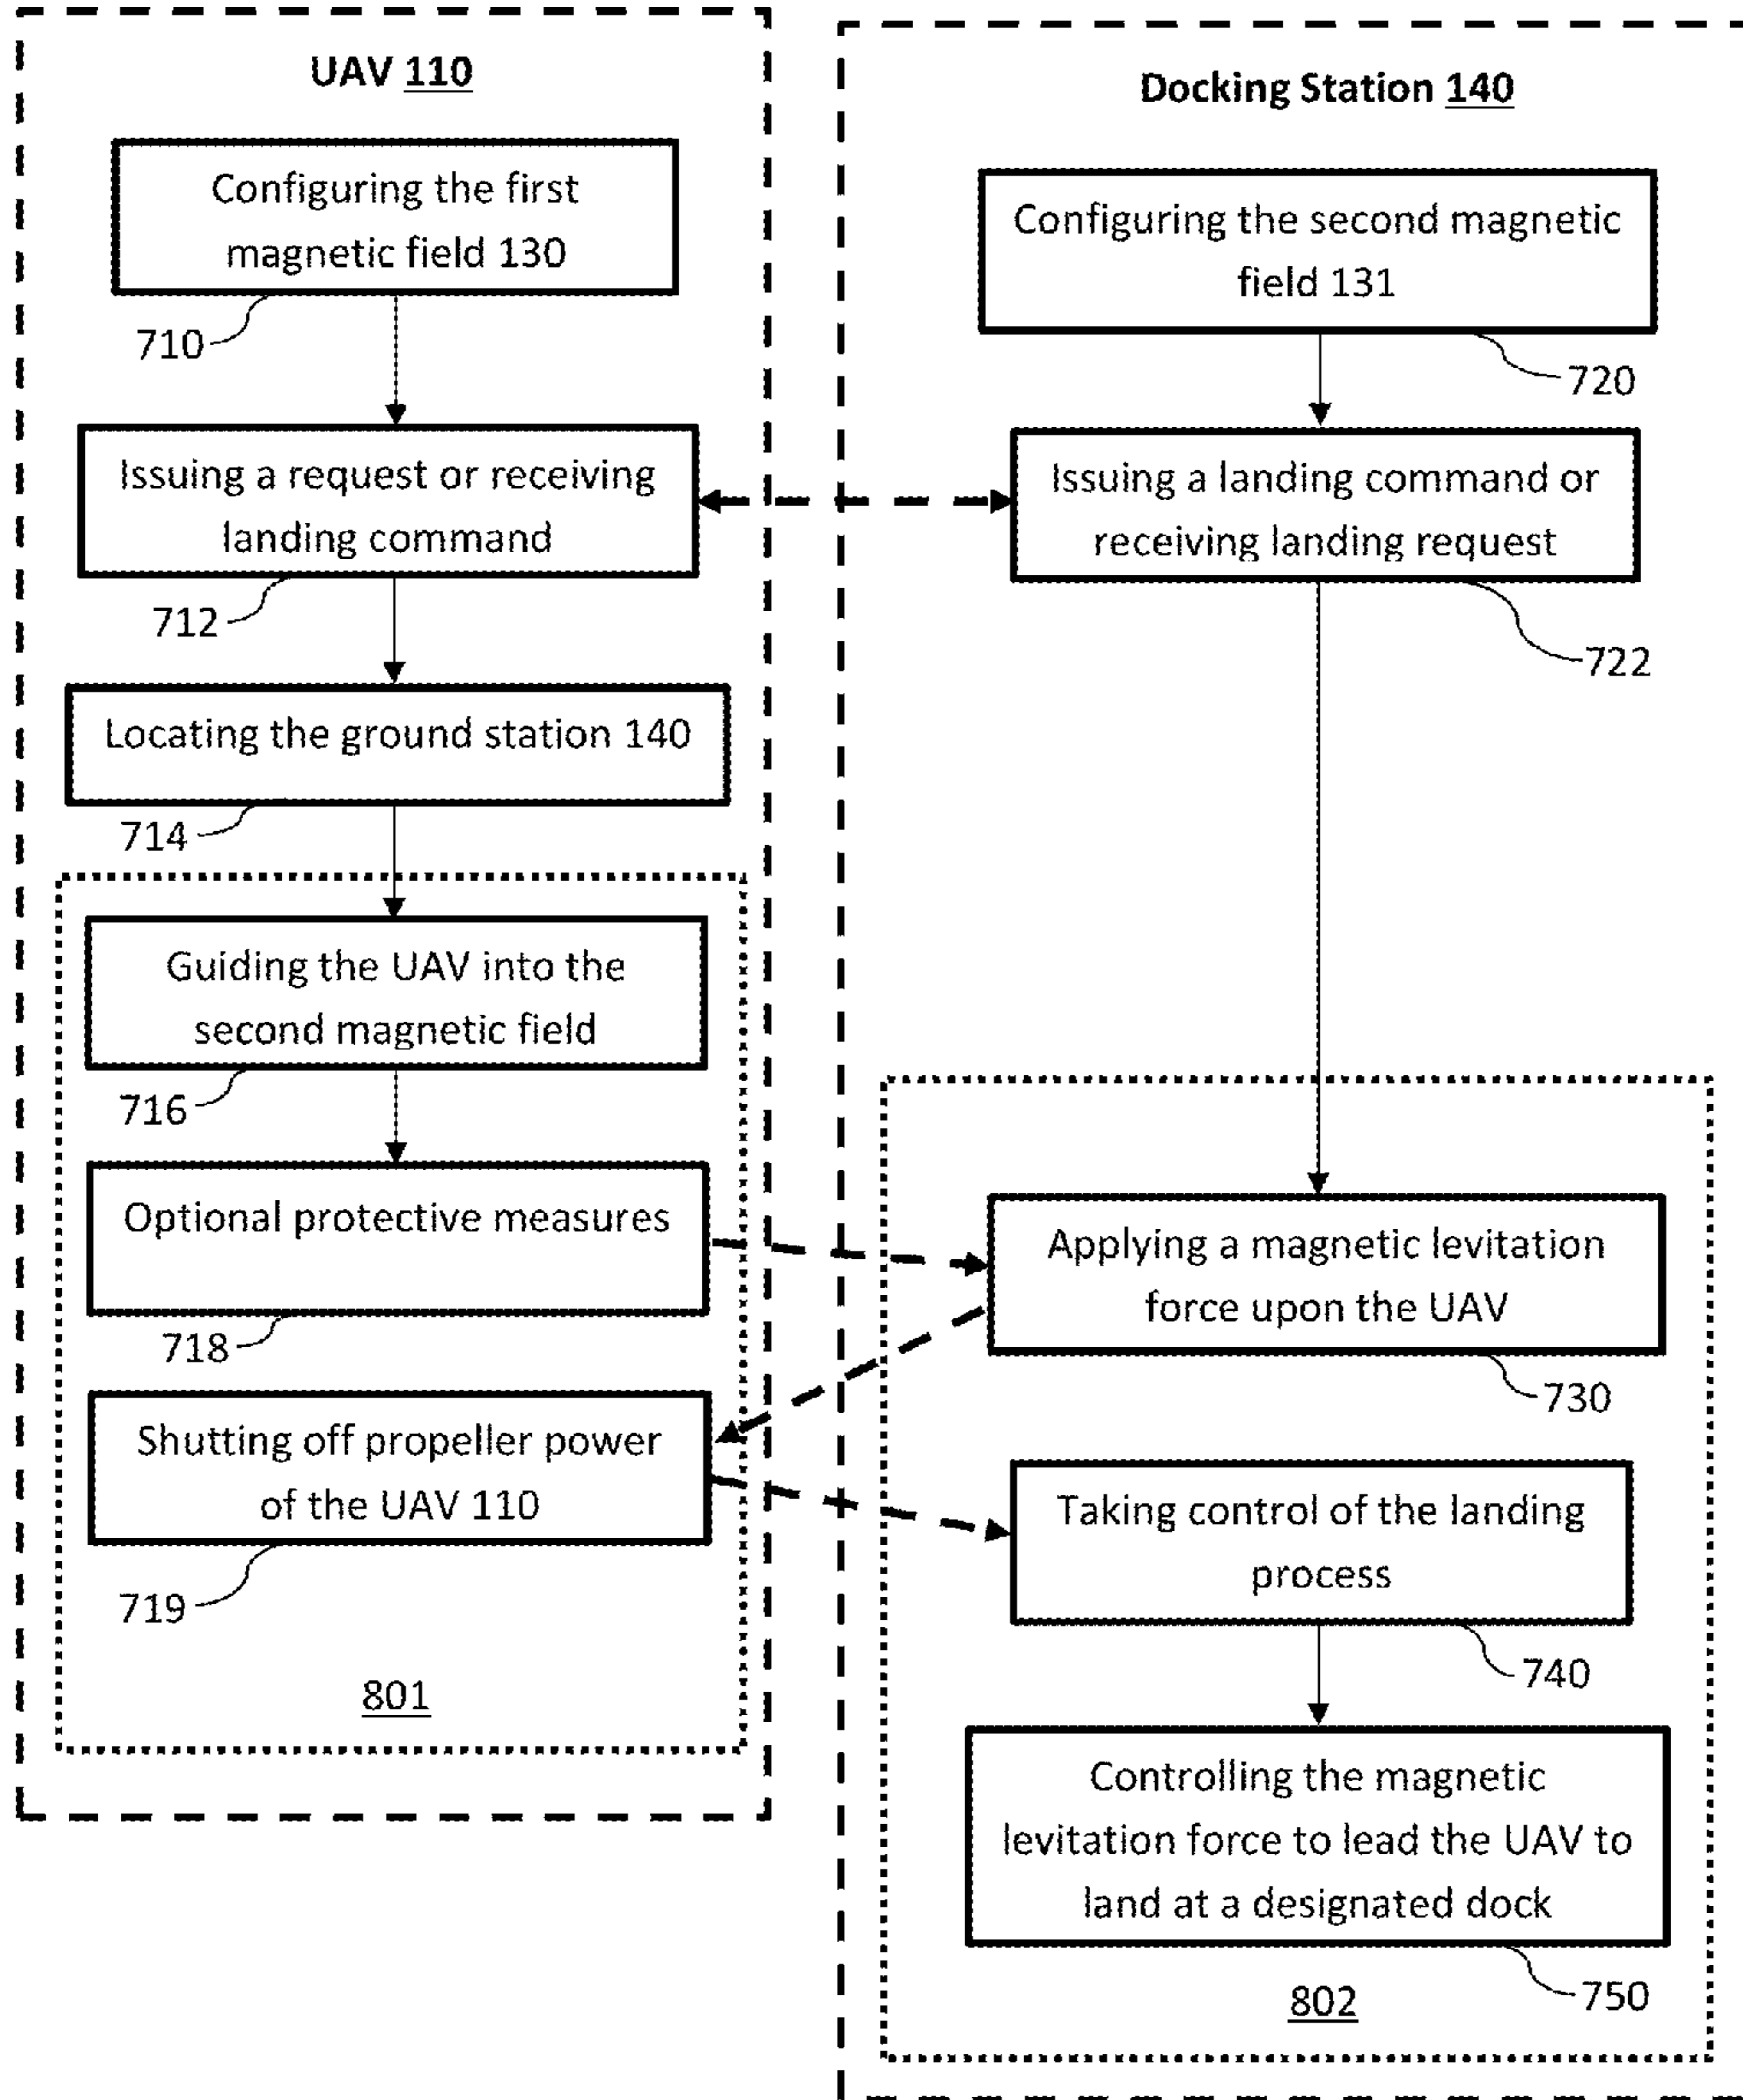 UAV 110
Configuring the first
magnetic field 130
710
Issuing a request or receiving
landing command
712
Locating the ground station 140
714
Guiding the UAV into the
second magnetic field
716
Optional protective measures
718
Shutting off propeller power
of the UAV 110
719
801
Docking Station 140
Configuring the second magnetic
field 131
720
Issuing a landing command or
receiving landing request
722
Applying a magnetic levitation
force upon the UAV
730
Taking control of the landing
process
740
Controlling the magnetic
levitation force to lead the UAV to
land at a designated dock
750
802